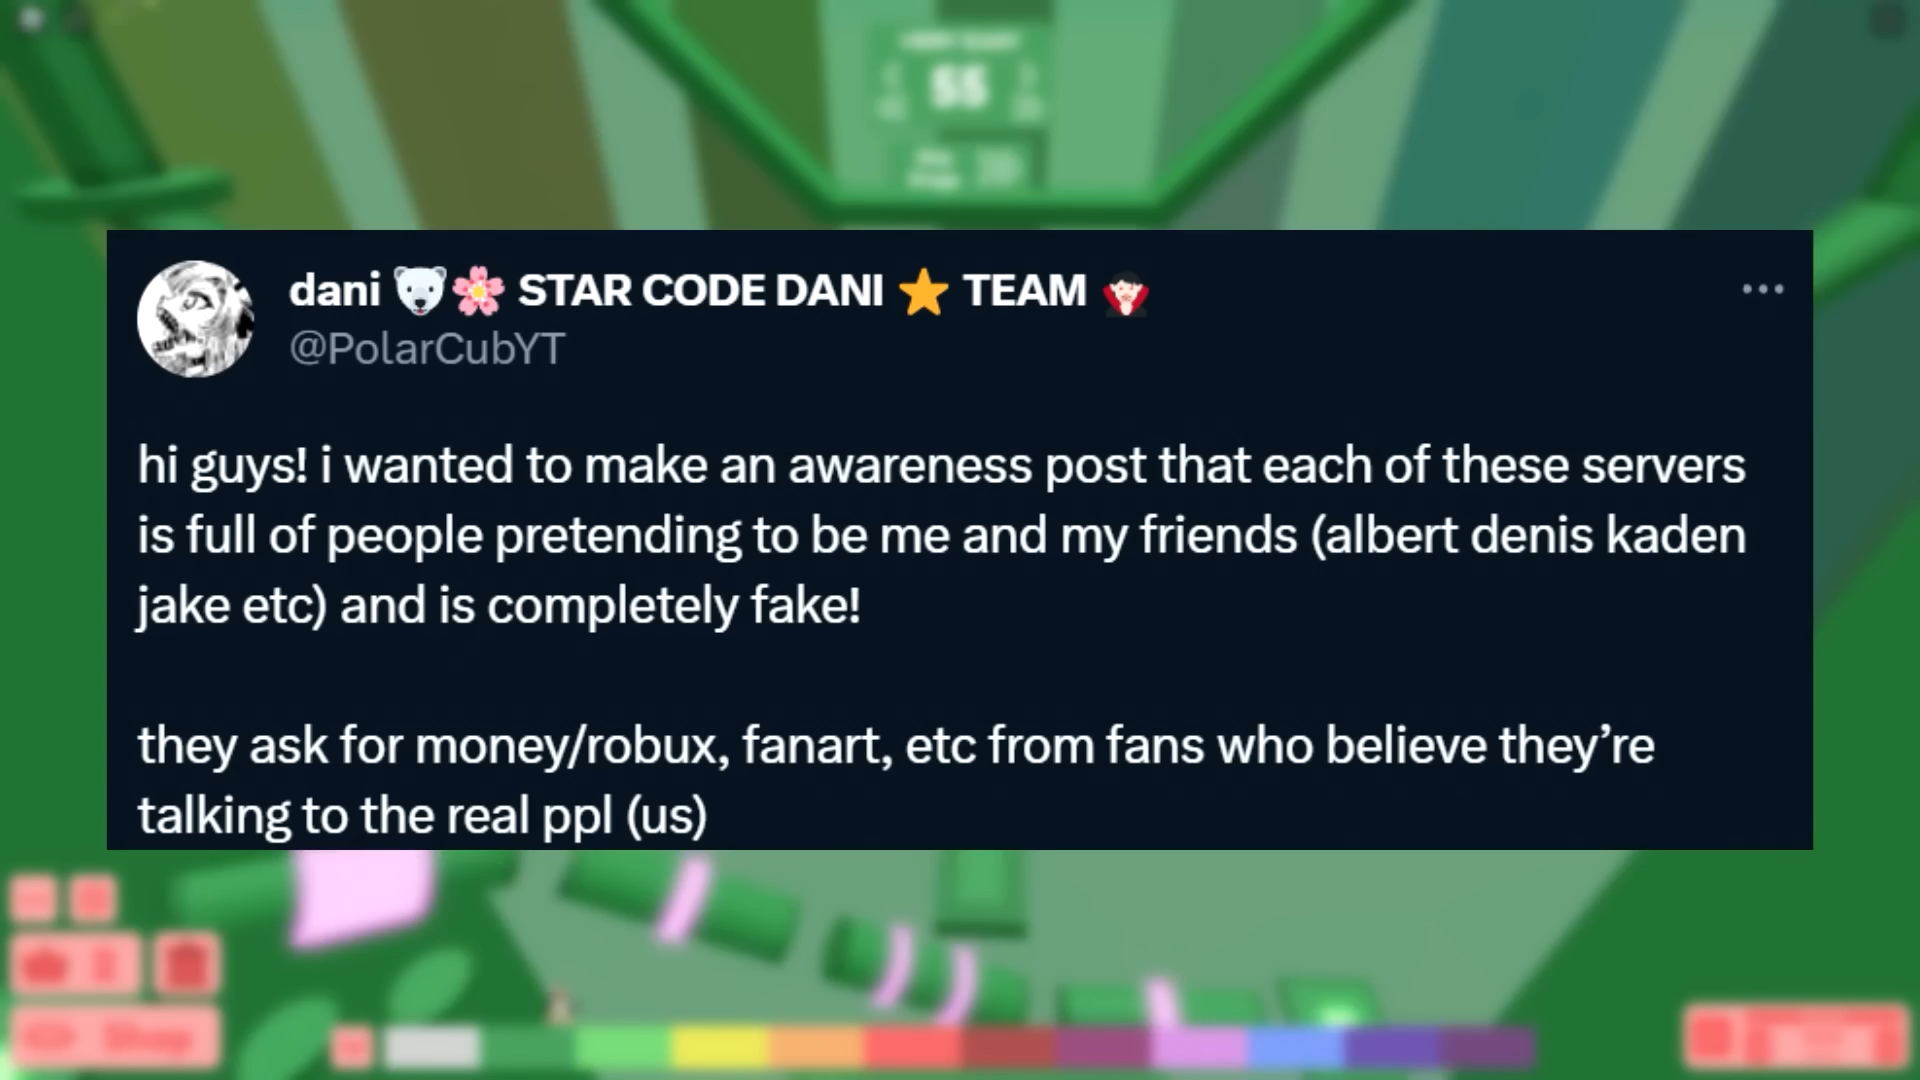 55
dani 🐻‍❄️🌸 STAR CODE DANI ⭐ TEAM 🧛🏻
@PolarCubYT
hi guys! i wanted to make an awareness post that each of these servers
is full of people pretending to be me and my friends (albert denis kaden
jake etc) and is completely fake!
they ask for money/robux, fanart, etc from fans who believe they’re
talking to the real ppl (us)
Shop